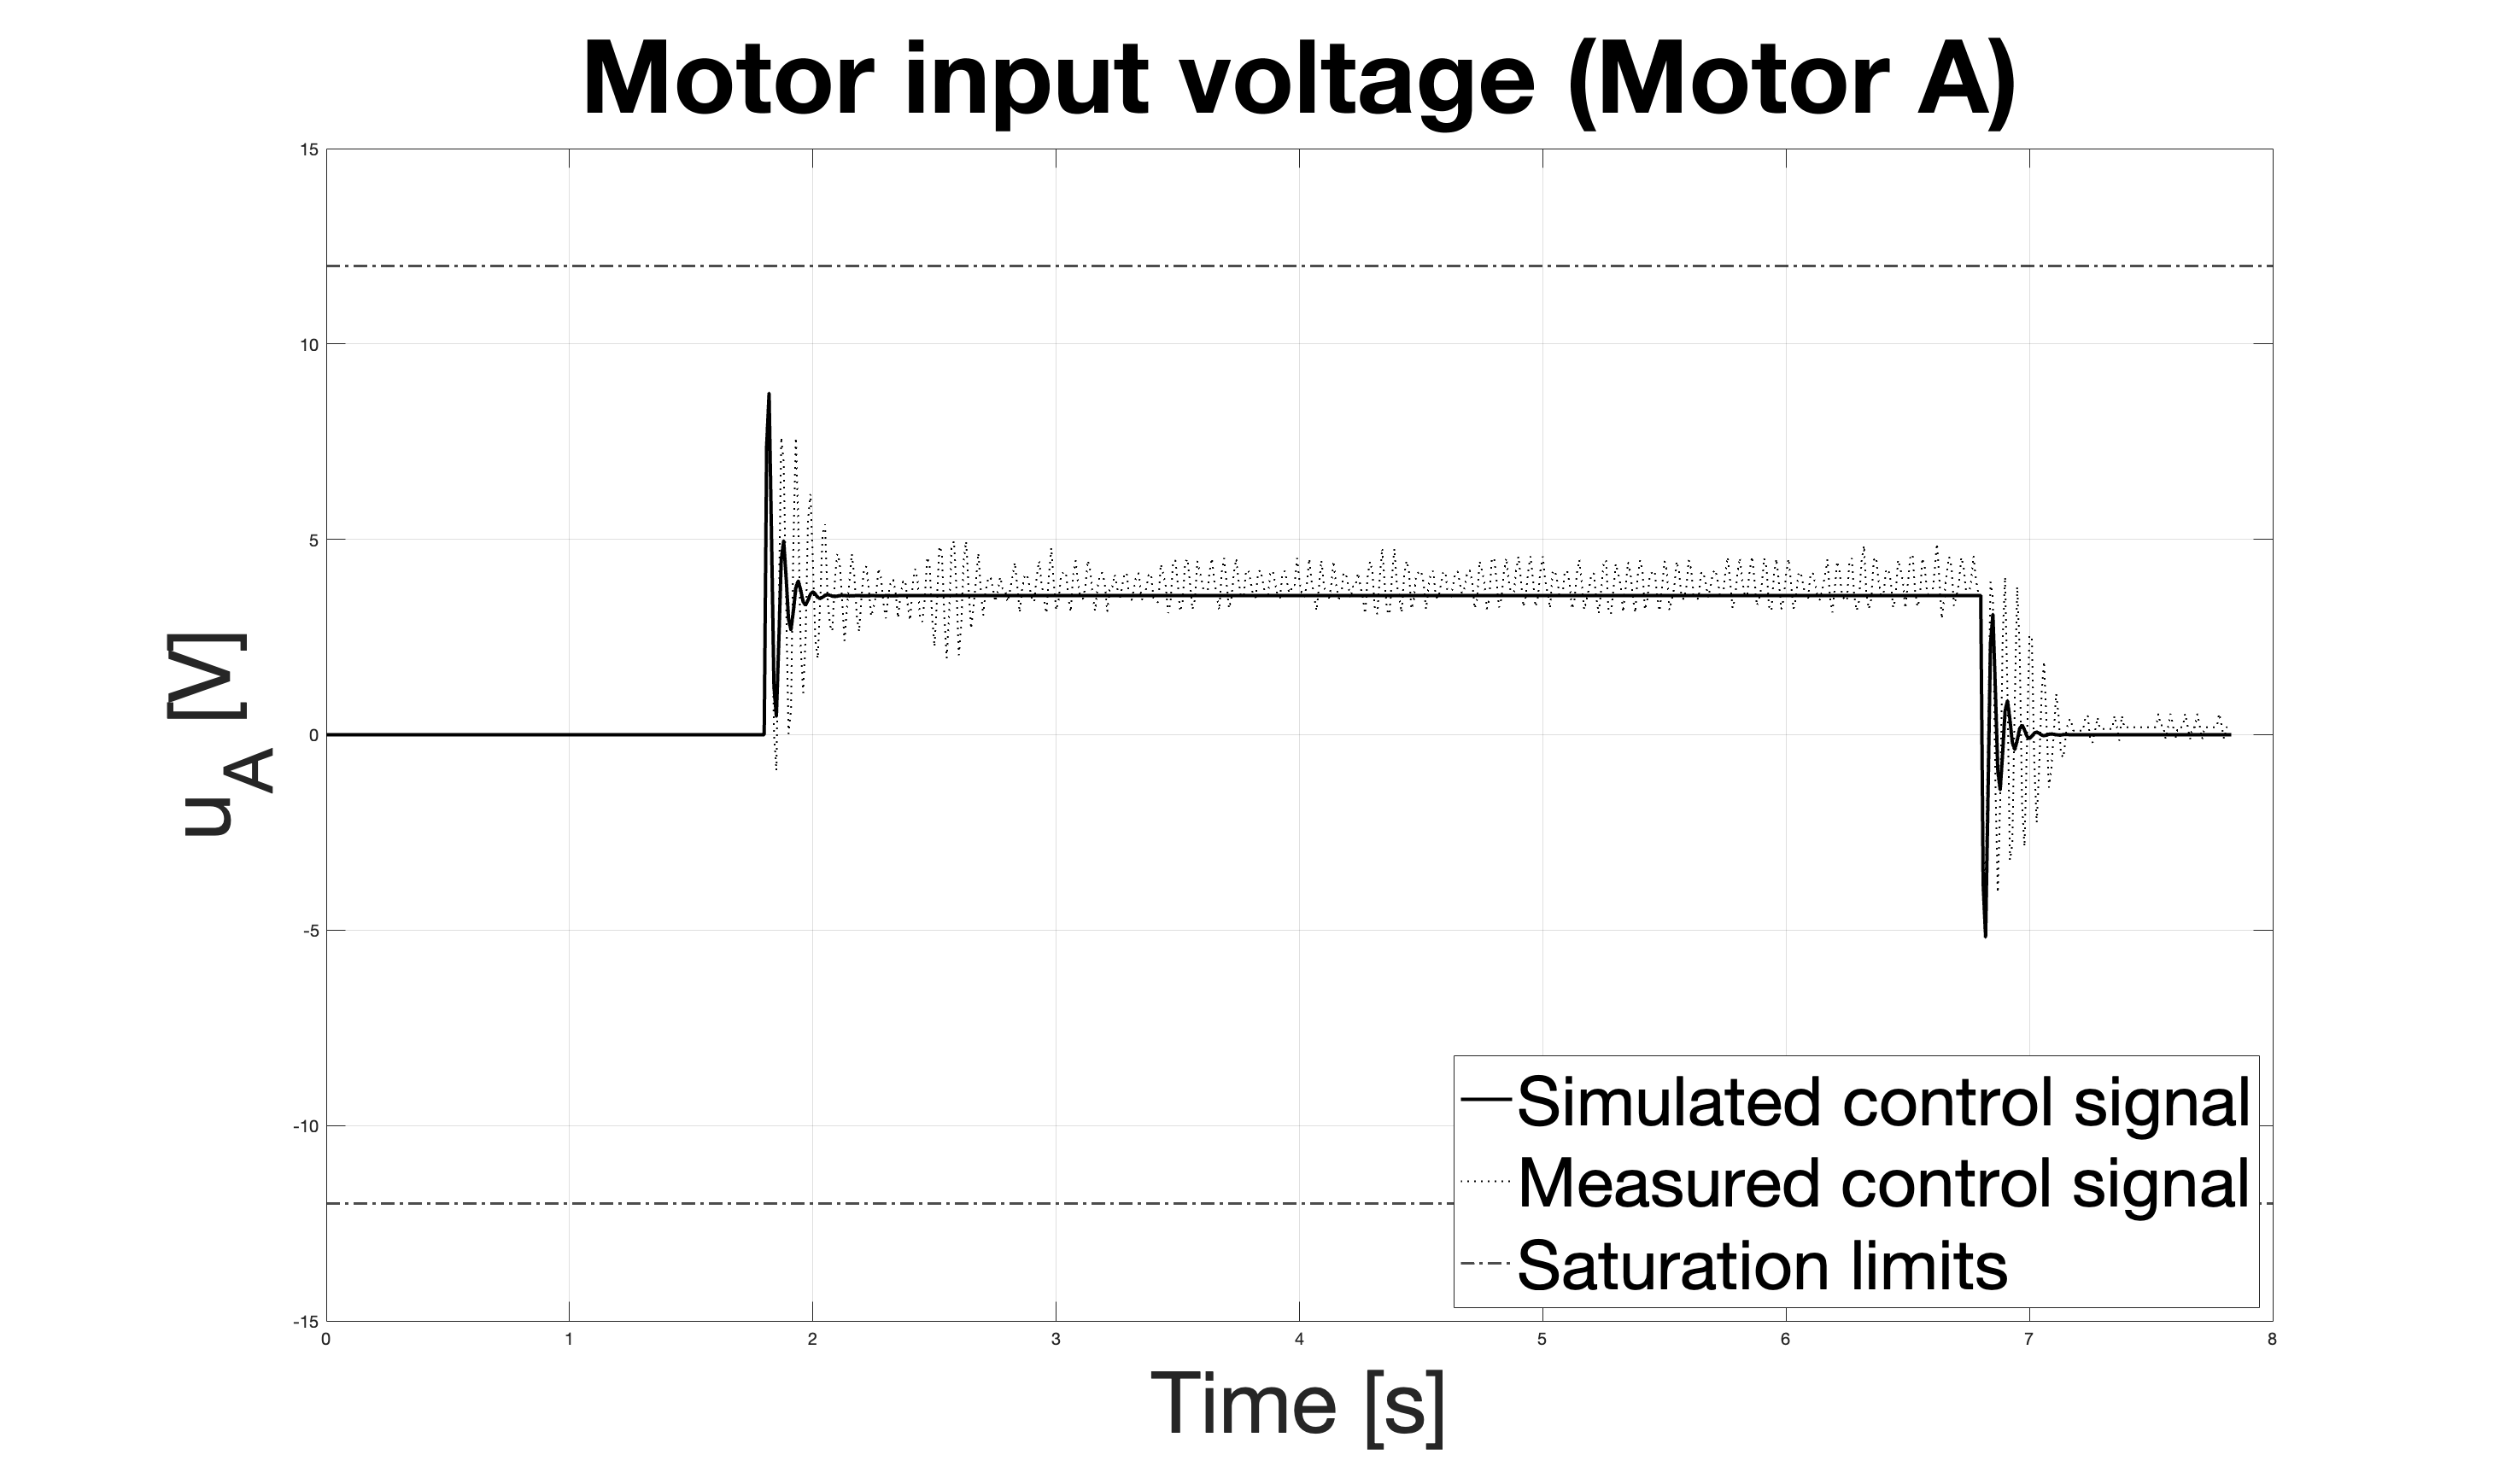 Motor input voltage (Motor A)
15
10
5
0
-5
-10
-15
u_A [V]
0 1 2 3 4 5 6 7 8
Time [s]
Simulated control signal
Measured control signal
Saturation limits